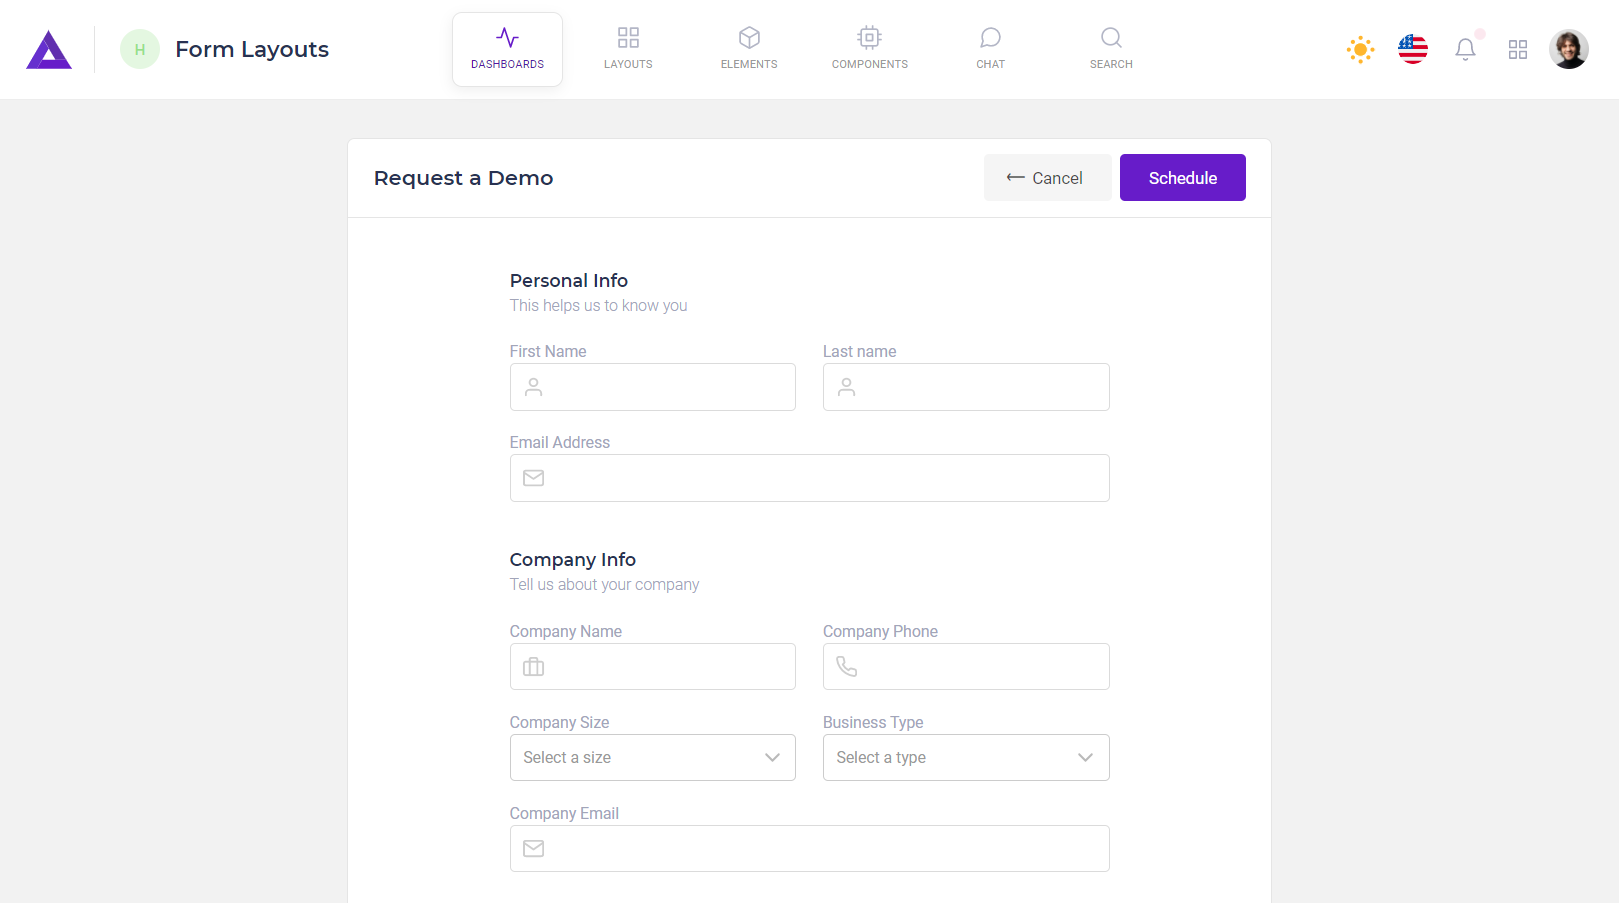 H
Form Layouts
DASHBOARDS
LAYOUTS
ELEMENTS
COMPONENTS
CHAT
SEARCH
Request a Demo
Cancel
Schedule
Personal Info
This helps us to know you
First Name
Last name
Email Address
Company Info
Tell us about your company
Company Name
Company Phone
Company Size
Business Type
Select a size
Select a type
Company Email